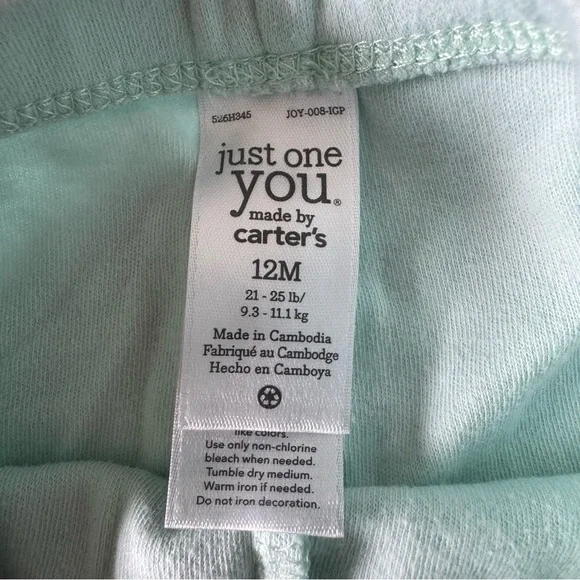 526H345 JOY-008-1GP
just one
you®
made by
carter's
12M
21 - 25 lb/
9.3 - 11.1 kg
Made in Cambodia
Fabriqué au Cambodge
Hecho en Camboya
like colors.
Use only non-chlorine
bleach when needed.
Tumble dry medium.
Warm iron if needed.
Do not iron decoration.